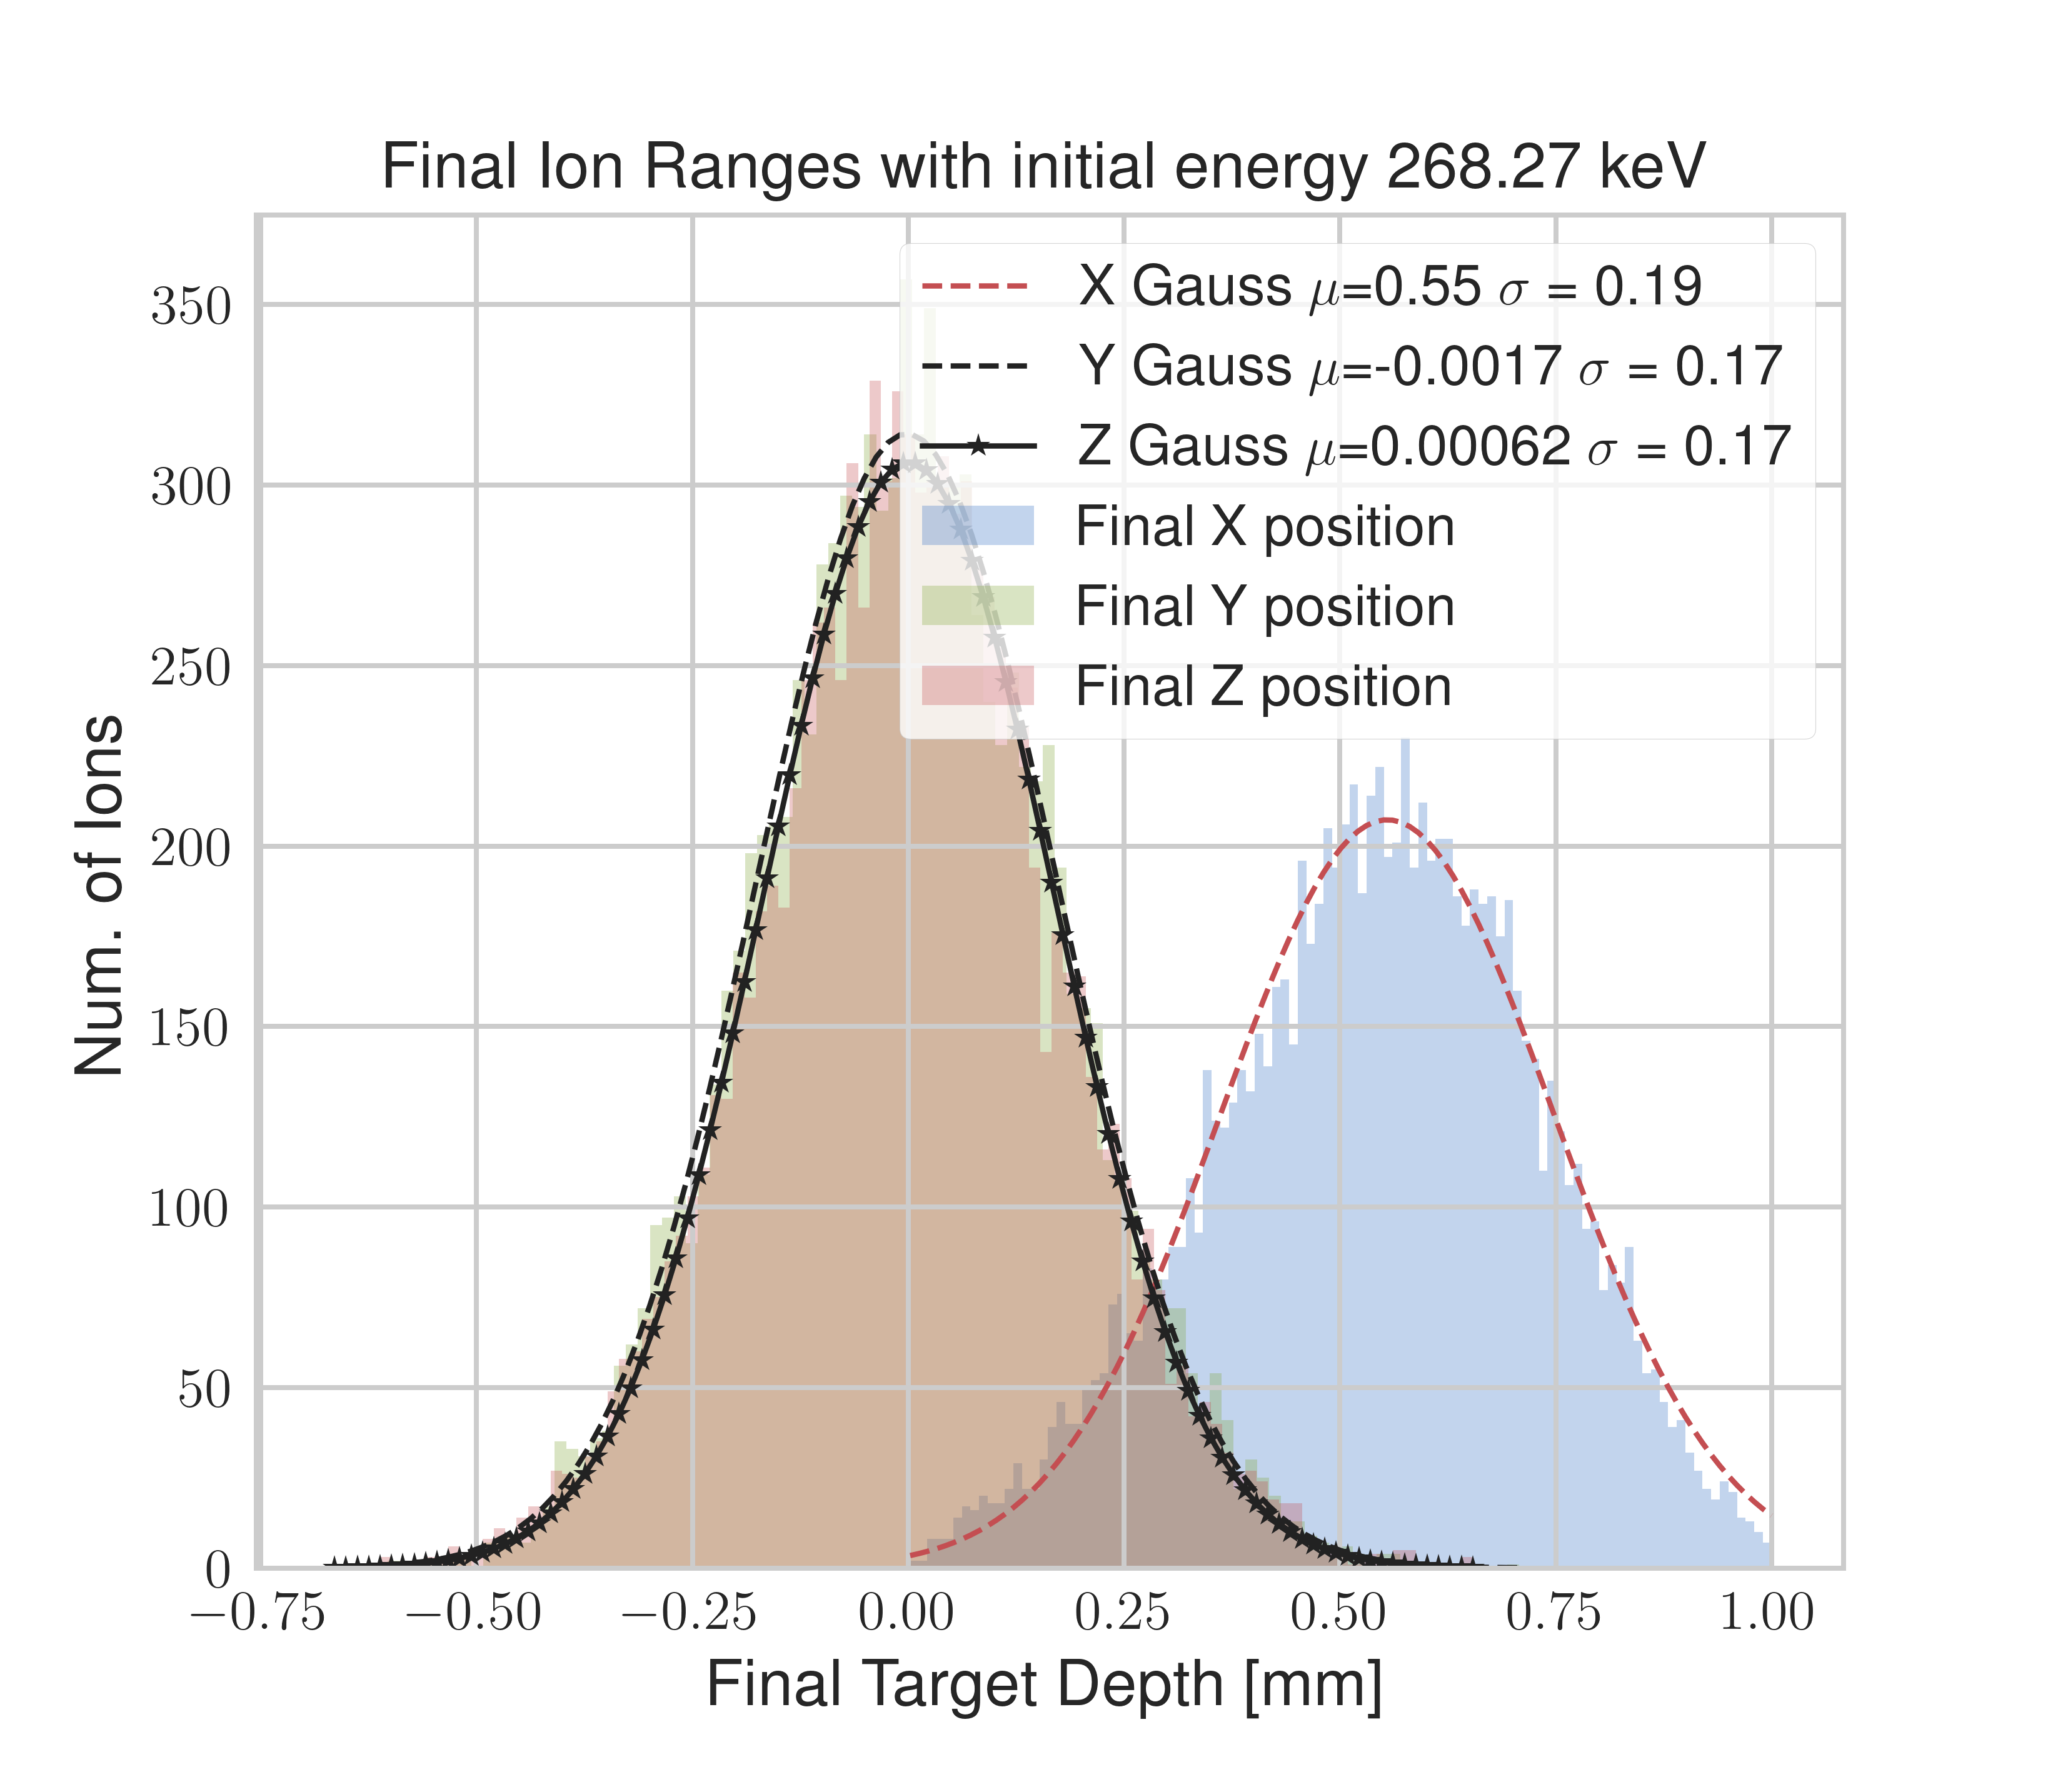 Final Ion Ranges with initial energy 268.27 keV
X Gauss μ=0.55 σ = 0.19
Y Gauss μ=-0.0017 σ = 0.17
Z Gauss μ=0.00062 σ = 0.17
Final X position
Final Y position
Final Z position
Num. of Ions
350
300
250
200
150
100
50
0
−0.75 −0.50 −0.25 0.00 0.25 0.50 0.75 1.00
Final Target Depth [mm]